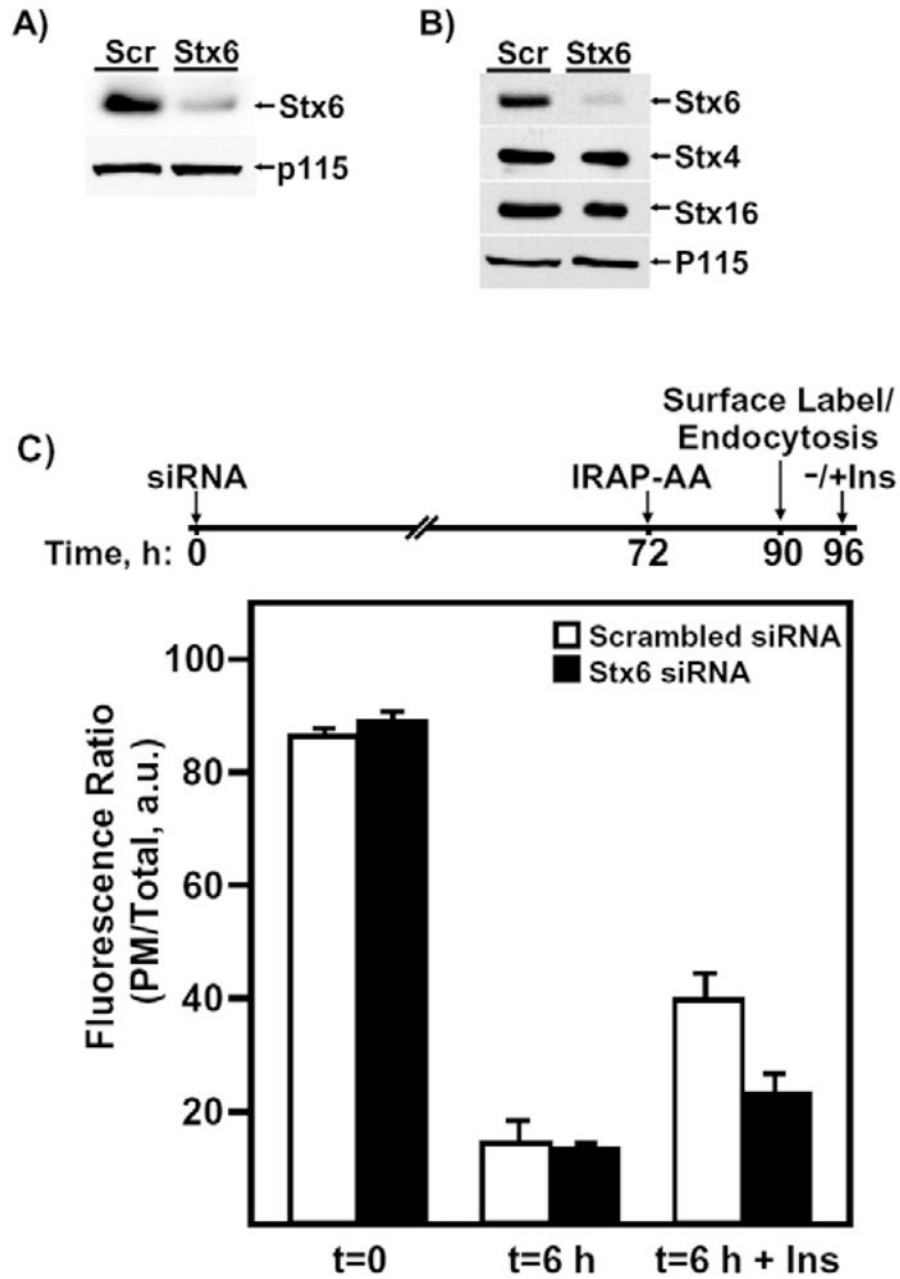 A)
Scr Stx6
Stx6
p115
B)
Scr Stx6
Stx6
Stx4
Stx16
P115
C)
Surface Label/
Endocytosis
siRNA IRAP-AA -/+Ins
Time, h: 0 72 90 96
Scrambled siRNA
Stx6 siRNA
Fluorescence Ratio
(PM/Total, a.u.)
100
80
60
40
20
t=0 t=6 h t=6 h + Ins